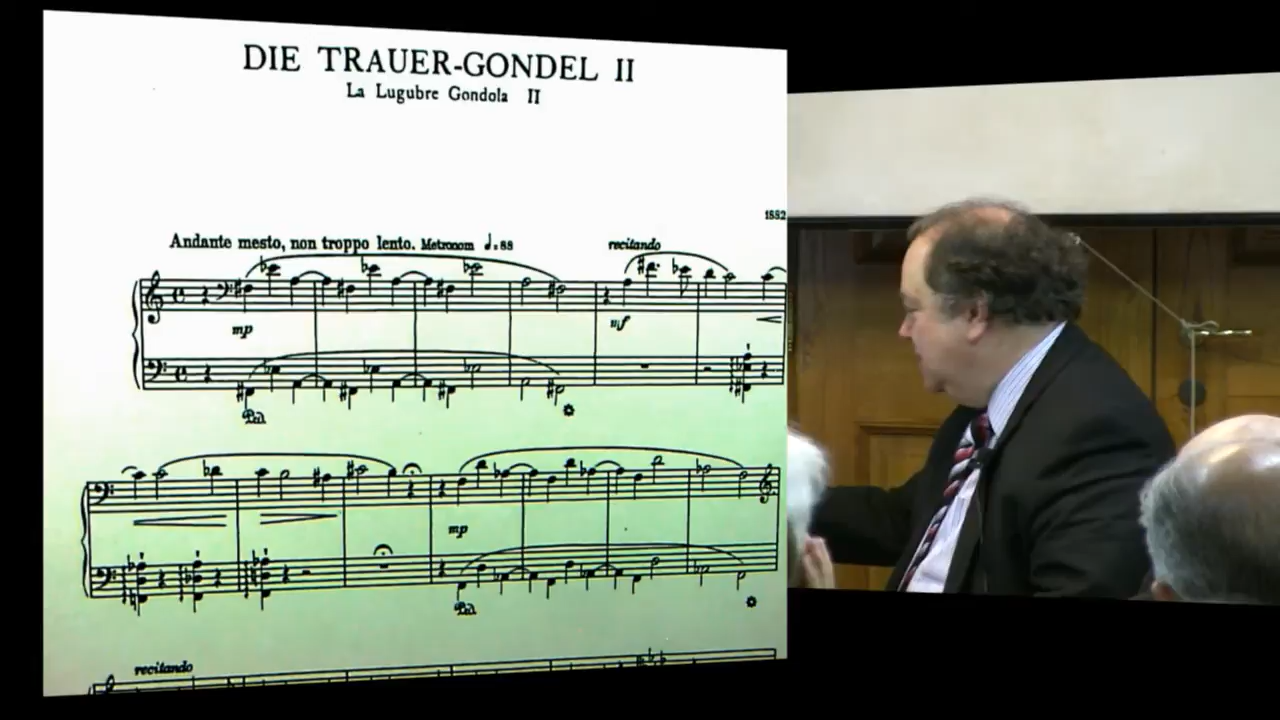 DIE TRAUER-GONDEL II
La Lugubre Gondola II
1882
Andante mesto, non troppo lento. Metronom ♩=88
recitando
mp
mf
mp
recitando